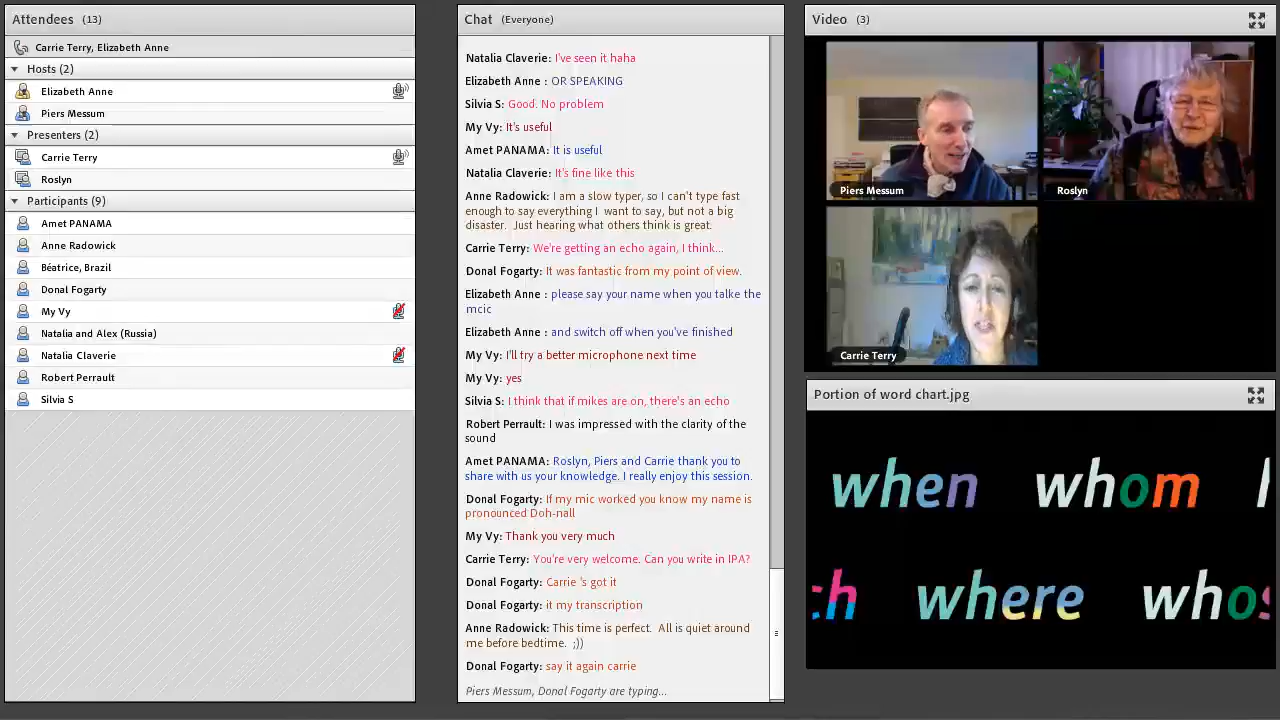 Attendees (13)
Carrie Terry, Elizabeth Anne
Hosts (2)
Elizabeth Anne
Piers Messum
Presenters (2)
Carrie Terry
Roslyn
Participants (9)
Amet PANAMA
Anne Radowick
Béatrice, Brazil
Donal Fogarty
My Vy
Natalia and Alex (Russia)
Natalia Claverie
Robert Perrault
Silvia S
Chat (Everyone)
Natalia Claverie: I've seen it haha
Elizabeth Anne : OR SPEAKING
Silvia S: Good. No problem
My Vy: It's useful
Amet PANAMA: It is useful
Natalia Claverie: It's fine like this
Anne Radowick: I am a slow typer, so I can't type fast
enough to say everything I want to say, but not a big
disaster. Just hearing what others think is great.
Carrie Terry: We're getting an echo again, I think...
Donal Fogarty: It was fantastic from my point of view.
Elizabeth Anne : please say your name when you talke the
mcic
Elizabeth Anne : and switch off when you've finished
My Vy: I'll try a better microphone next time
My Vy: yes
Silvia S: I think that if mikes are on, there's an echo
Robert Perrault: I was impressed with the clarity of the
sound
Amet PANAMA: Roslyn, Piers and Carrie thank you to
share with us your knowledge. I really enjoy this session.
Donal Fogarty: If my mic worked you know my name is
pronounced Doh-nall
My Vy: Thank you very much
Carrie Terry: You're very welcome. Can you write in IPA?
Donal Fogarty: Carrie 's got it
Donal Fogarty: it my transcription
Anne Radowick: This time is perfect. All is quiet around
me before bedtime. ;))
Donal Fogarty: say it again carrie
Piers Messum, Donal Fogarty are typing...
Video (3)
Piers Messum
Roslyn
Carrie Terry
Portion of word chart.jpg
when whom
ch where whos